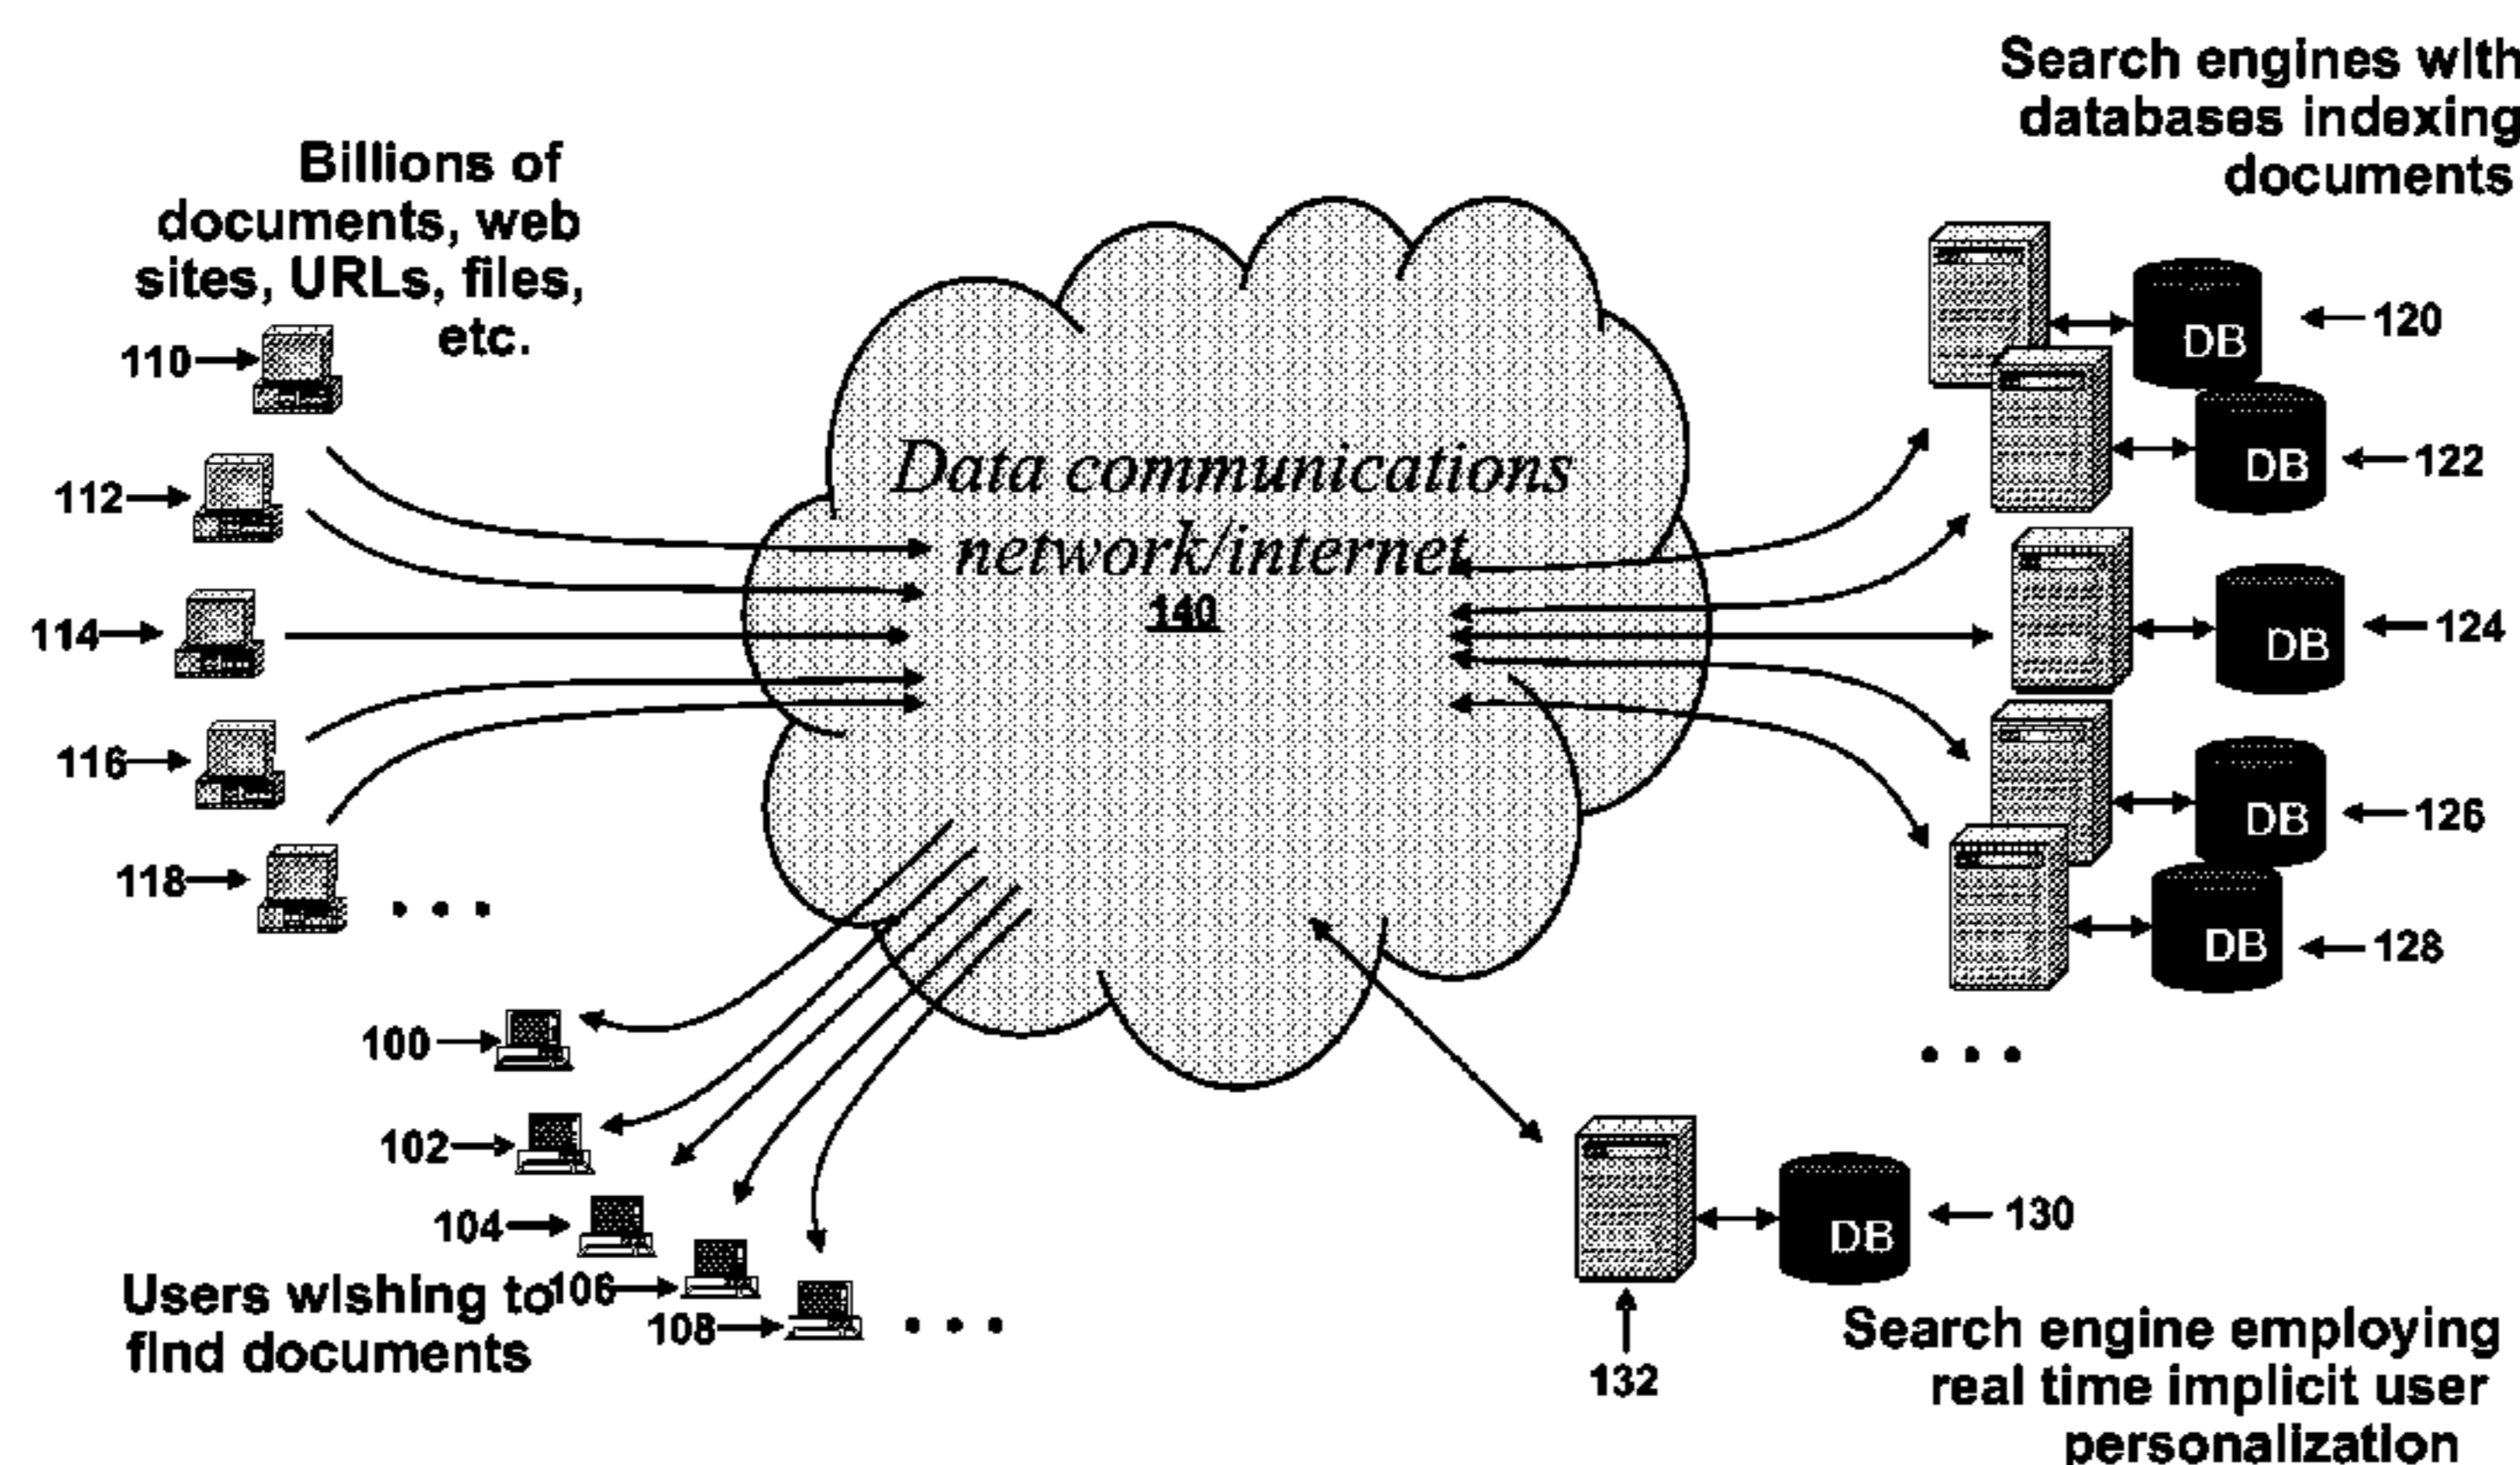 Search engines with
databases indexing
documents
Billions of
documents, web
sites, URLs, files,
etc.
110
112
114
116
118
Data communications
network/internet
140
DB
120
DB
122
DB
124
DB
126
DB
128
100
102
104
106
108
Users wishing to
find documents
DB
130
132
Search engine employing
real time implicit user
personalization